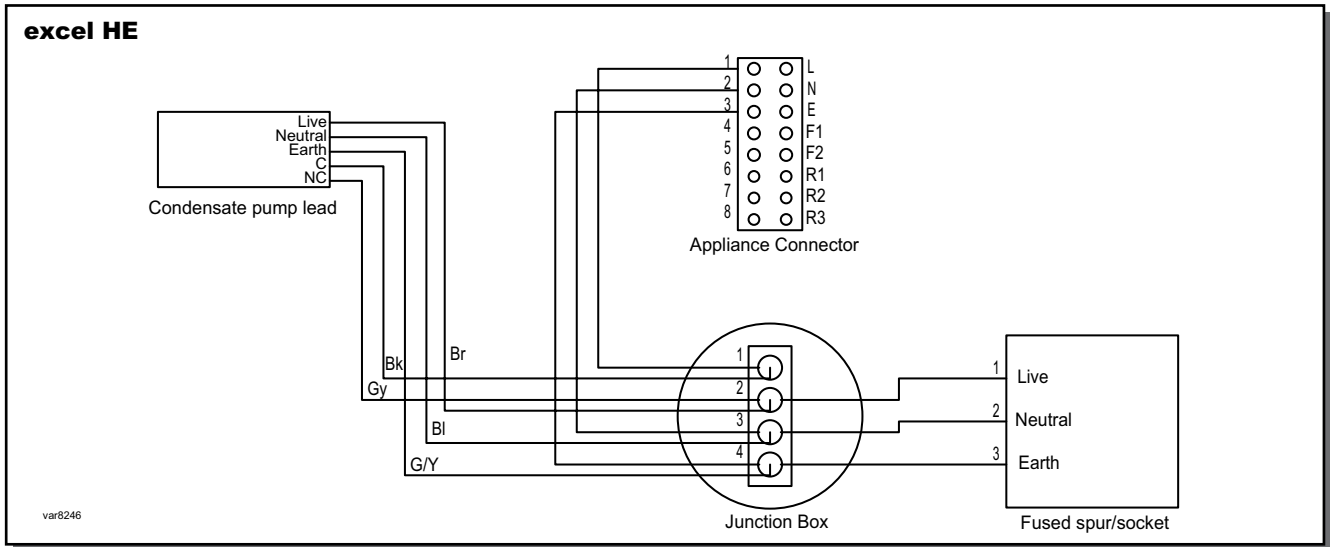 excel HE
Live
Neutral
Earth
C
NC
Condensate pump lead
1 L
2 N
3 E
4 F1
5 F2
6 R1
7 R2
8 R3
Appliance Connector
Br
Bk
Gy
Bl
G/Y
1
2
3
4
Junction Box
1 Live
2 Neutral
3 Earth
Fused spur/socket
var8246